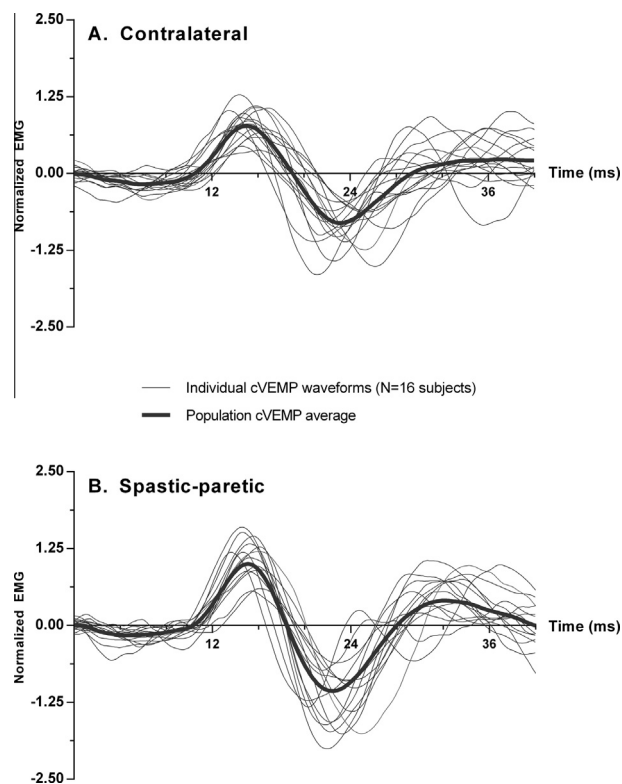 2.50
A. Contralateral
1.25
Normalized EMG
0.00
12
24
36
Time (ms)
-1.25
-2.50
Individual cVEMP waveforms (N=16 subjects)
Population cVEMP average
2.50
B. Spastic-paretic
1.25
Normalized EMG
0.00
12
24
36
Time (ms)
-1.25
-2.50